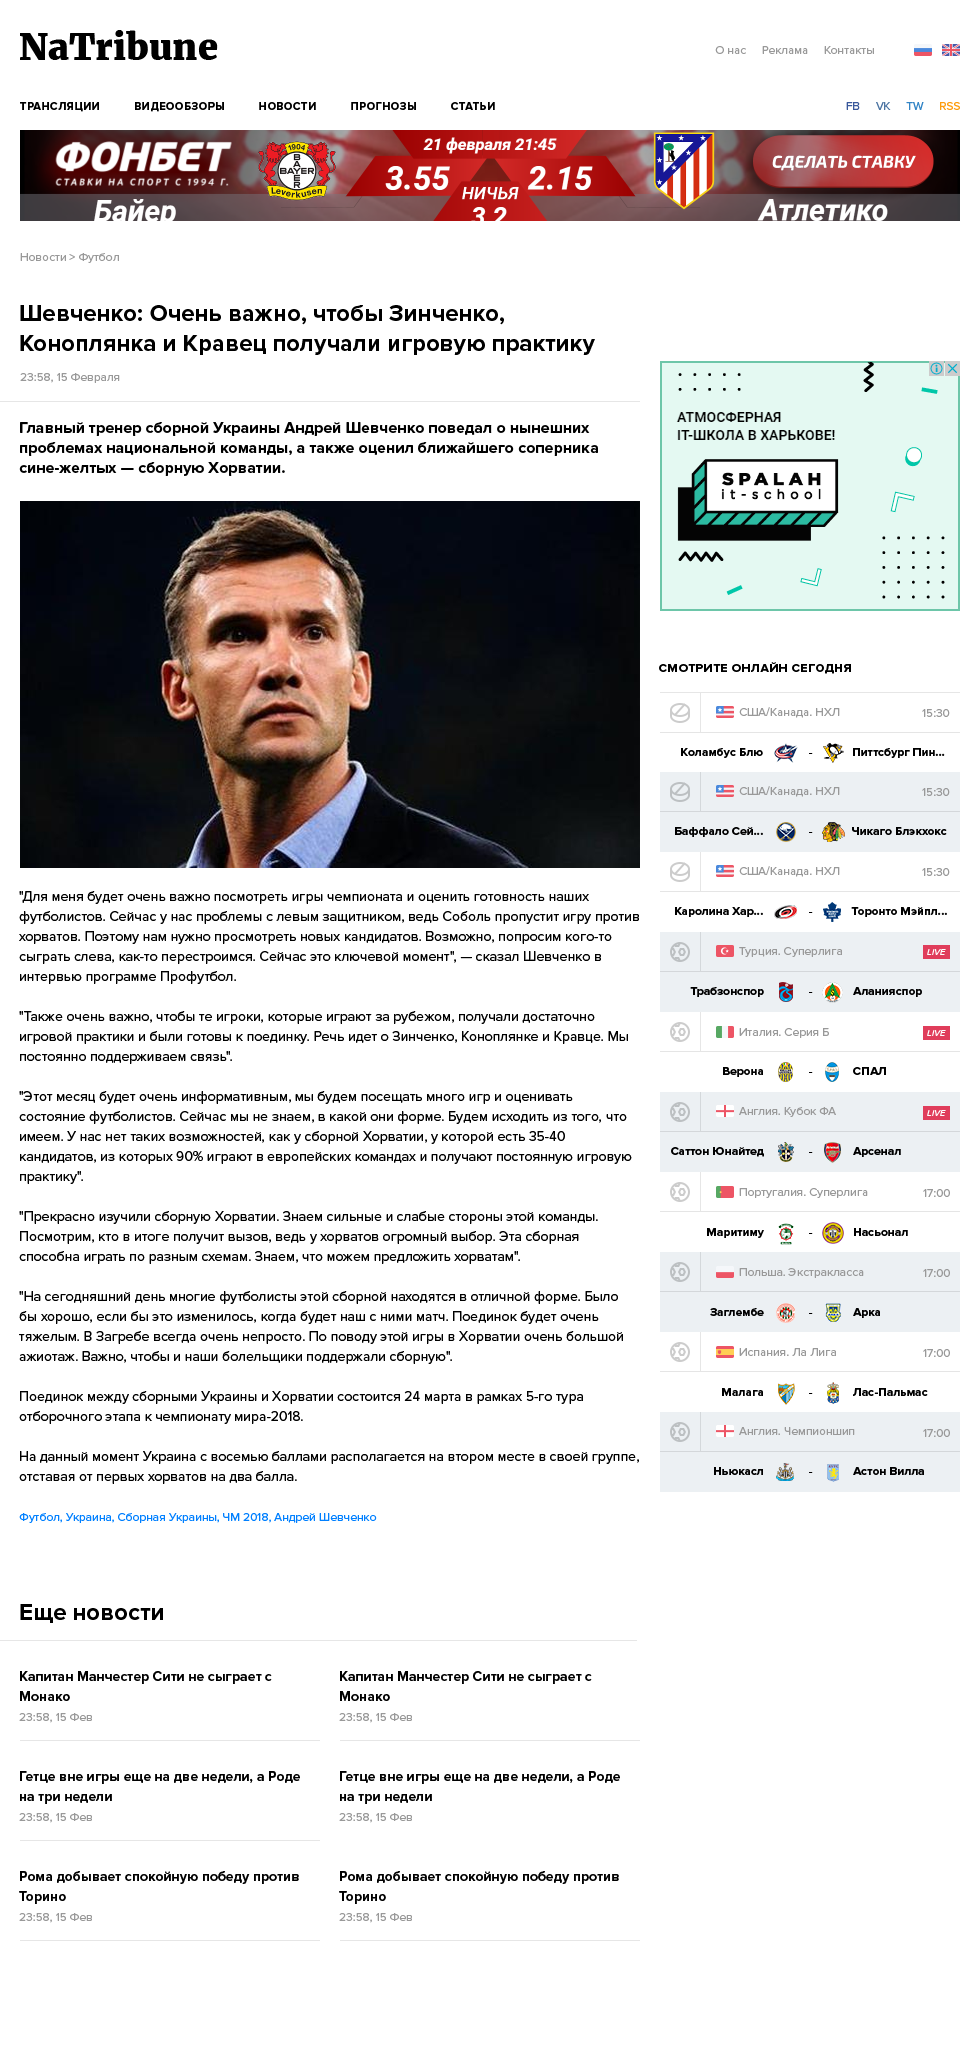 NaTribune
О нас Реклама Контакты
ТРАНСЛЯЦИИ ВИДЕООБЗОРЫ НОВОСТИ ПРОГНОЗЫ СТАТЬИ
FB VK TW RSS
ФОНБЕТ
СТАВКИ НА СПОРТ С 1994 Г.
Байер
1904
BAYER
BAYER
Leverkusen
21 февраля 21:45
3.55 2.15
НИЧЬЯ
3.2
Атлетико
СДЕЛАТЬ СТАВКУ
Новости > Футбол
Шевченко: Очень важно, чтобы Зинченко,
Коноплянка и Кравец получали игровую практику
23:58, 15 Февраля
Главный тренер сборной Украины Андрей Шевченко поведал о нынешних
проблемах национальной команды, а также оценил ближайшего соперника
сине-желтых — сборную Хорватии.
"Для меня будет очень важно посмотреть игры чемпионата и оценить готовность наших
футболистов. Сейчас у нас проблемы с левым защитником, ведь Соболь пропустит игру против
хорватов. Поэтому нам нужно просмотреть новых кандидатов. Возможно, попросим кого-то
сыграть слева, как-то перестроимся. Сейчас это ключевой момент", — сказал Шевченко в
интервью программе Профутбол.
"Также очень важно, чтобы те игроки, которые играют за рубежом, получали достаточно
игровой практики и были готовы к поединку. Речь идет о Зинченко, Коноплянке и Кравце. Мы
постоянно поддерживаем связь".
"Этот месяц будет очень информативным, мы будем посещать много игр и оценивать
состояние футболистов. Сейчас мы не знаем, в какой они форме. Будем исходить из того, что
имеем. У нас нет таких возможностей, как у сборной Хорватии, у которой есть 35-40
кандидатов, из которых 90% играют в европейских командах и получают постоянную игровую
практику".
"Прекрасно изучили сборную Хорватии. Знаем сильные и слабые стороны этой команды.
Посмотрим, кто в итоге получит вызов, ведь у хорватов огромный выбор. Эта сборная
способна играть по разным схемам. Знаем, что можем предложить хорватам".
"На сегодняшний день многие футболисты этой сборной находятся в отличной форме. Было
бы хорошо, если бы это изменилось, когда будет наш с ними матч. Поединок будет очень
тяжелым. В Загребе всегда очень непросто. По поводу этой игры в Хорватии очень большой
ажиотаж. Важно, чтобы и наши болельщики поддержали сборную".
Поединок между сборными Украины и Хорватии состоится 24 марта в рамках 5-го тура
отборочного этапа к чемпионату мира-2018.
На данный момент Украина с восемью баллами располагается на втором месте в своей группе,
отставая от первых хорватов на два балла.
Футбол, Украина, Сборная Украины, ЧМ 2018, Андрей Шевченко
АТМОСФЕРНАЯ
IT-ШКОЛА В ХАРЬКОВЕ!
SPALAH
it-school
СМОТРИТЕ ОНЛАЙН СЕГОДНЯ
США/Канада. НХЛ 15:30
Коламбус Блю - Питтсбург Пин...
США/Канада. НХЛ 15:30
Баффало Сей... - Чикаго Блэкхокс
США/Канада. НХЛ 15:30
Каролина Хар... - Торонто Мэйпл...
Турция. Суперлига LIVE
Трабзонспор - Аланияспор
Италия. Серия Б LIVE
Верона - СПАЛ
Англия. Кубок ФА LIVE
Саттон Юнайтед - Арсенал
Португалия. Суперлига 17:00
Маритиму - Насьонал
Польша. Экстракласса 17:00
Заглембе - Арка
Испания. Ла Лига 17:00
Малага - Лас-Пальмас
Англия. Чемпионшип 17:00
Ньюкасл - Астон Вилла
Еще новости
Капитан Манчестер Сити не сыграет с
Монако
23:58, 15 Фев
Капитан Манчестер Сити не сыграет с
Монако
23:58, 15 Фев
Гетце вне игры еще на две недели, а Роде
на три недели
23:58, 15 Фев
Гетце вне игры еще на две недели, а Роде
на три недели
23:58, 15 Фев
Рома добывает спокойную победу против
Торино
23:58, 15 Фев
Рома добывает спокойную победу против
Торино
23:58, 15 Фев